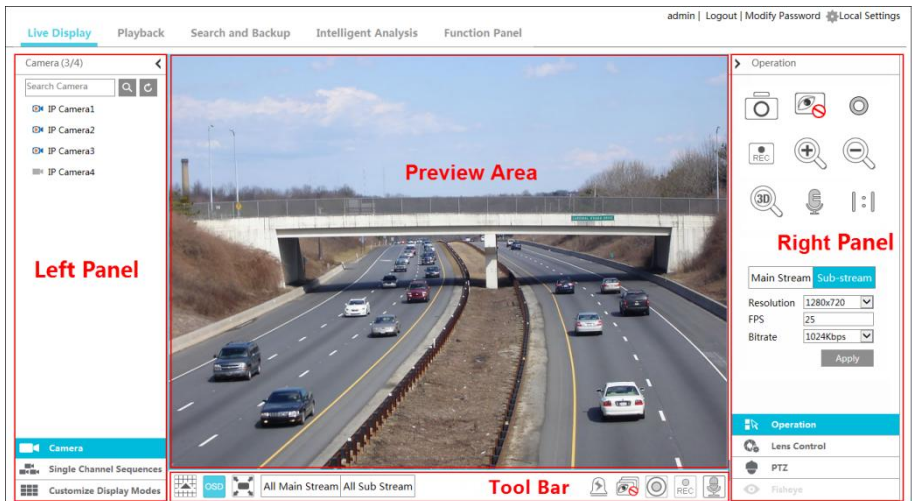 admin | Logout | Modify Password Local Settings
Live Display Playback Search and Backup Intelligent Analysis Function Panel
Camera (3/4)
Search Camera
IP Camera1
IP Camera2
IP Camera3
IP Camera4
Left Panel
Camera
Single Channel Sequences
Customize Display Modes
Preview Area
OSD
All Main Stream
All Sub Stream
Tool Bar
REC
Operation
REC
3D
1:1
Right Panel
Main Stream
Sub-stream
Resolution 1280x720
FPS 25
Bitrate 1024Kbps
Apply
Operation
Lens Control
PTZ
Fisheye